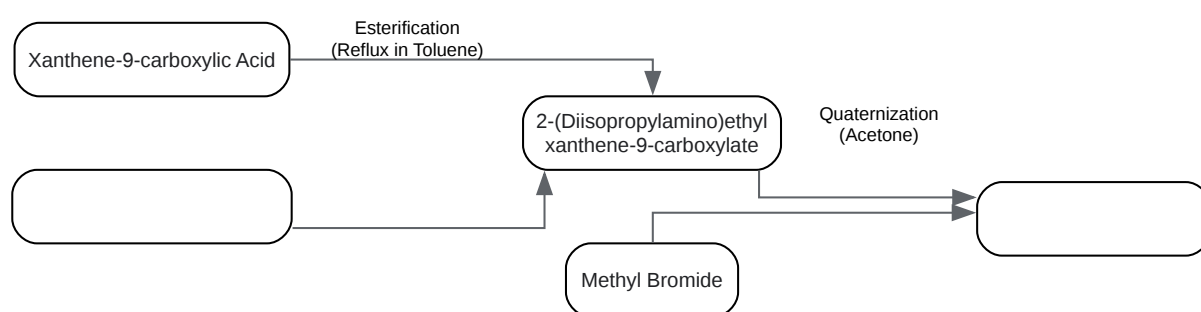 Esterification
(Reflux in Toluene)
Xanthene-9-carboxylic Acid
2-(Diisopropylamino)ethyl
xanthene-9-carboxylate
Quaternization
(Acetone)
Methyl Bromide